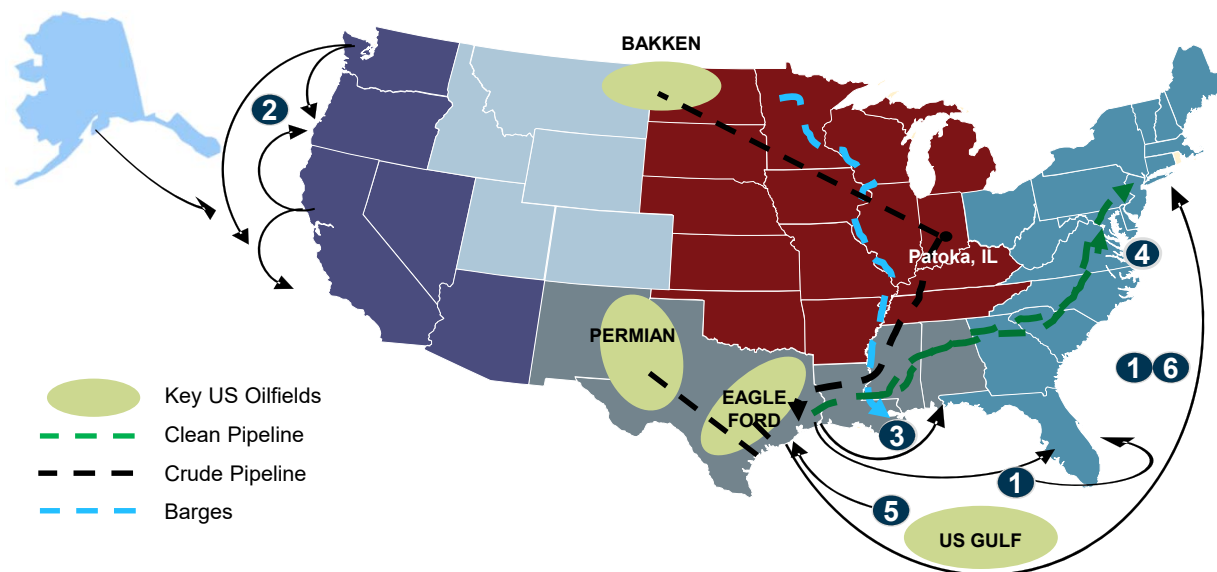 BAKKEN
2
Patoka, IL
4
PERMIAN
1 6
EAGLE
FORD
3
1
5
US GULF
Key US Oilfields
Clean Pipeline
Crude Pipeline
Barges